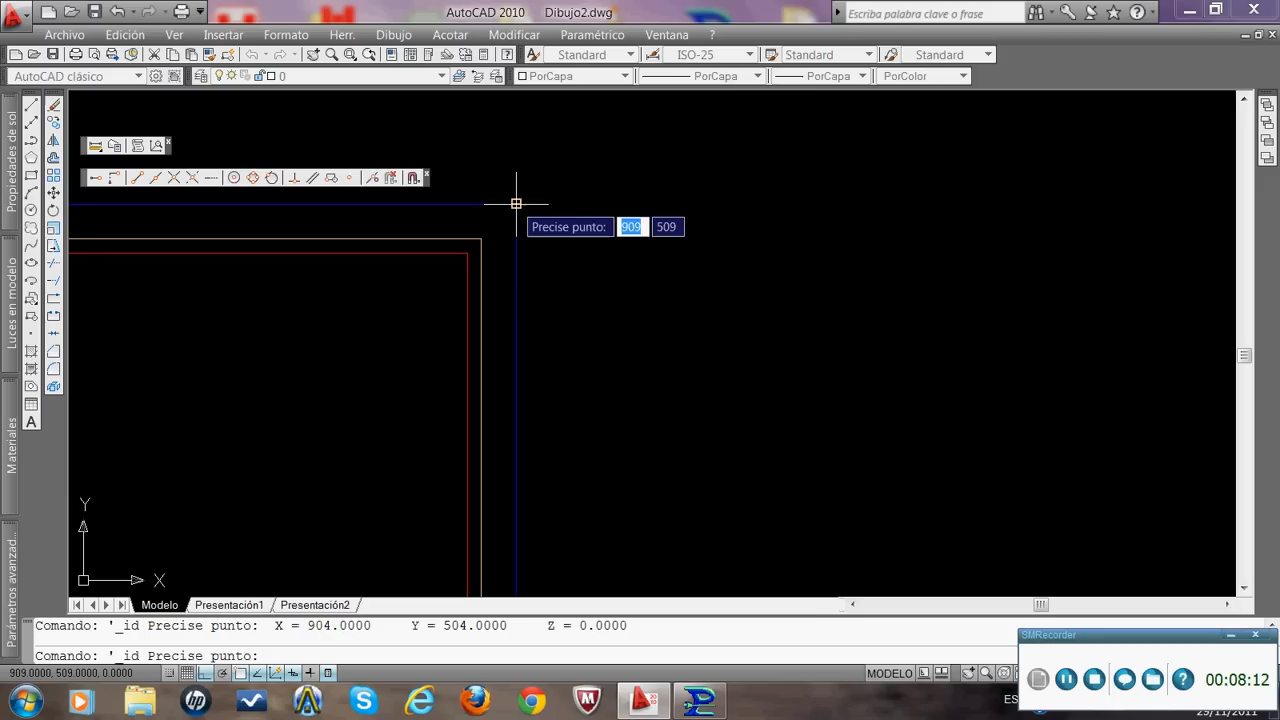 AutoCAD 2010 Dibujo2.dwg
Escriba palabra clave o frase
Archivo Edición Ver Insertar Formato Herr. Dibujo Acotar Modificar Paramétrico Ventana ?
Standard ISO-25 Standard Standard
AutoCAD clásico 0 PorCapa PorCapa PorCapa PorColor
Propiedades de sol
Luces en modelo
Materiales
Parámetros avanzad...
A
Precise punto: 909 509
Y
X
Modelo Presentación1 Presentación2
Comando: '_id Precise punto: X = 904.0000 Y = 504.0000 Z = 0.0000
Comando: '_id Precise punto:
909.0000, 509.0000, 0.0000
MODELO
SMRecorder
00:08:12
ES
29/11/2011